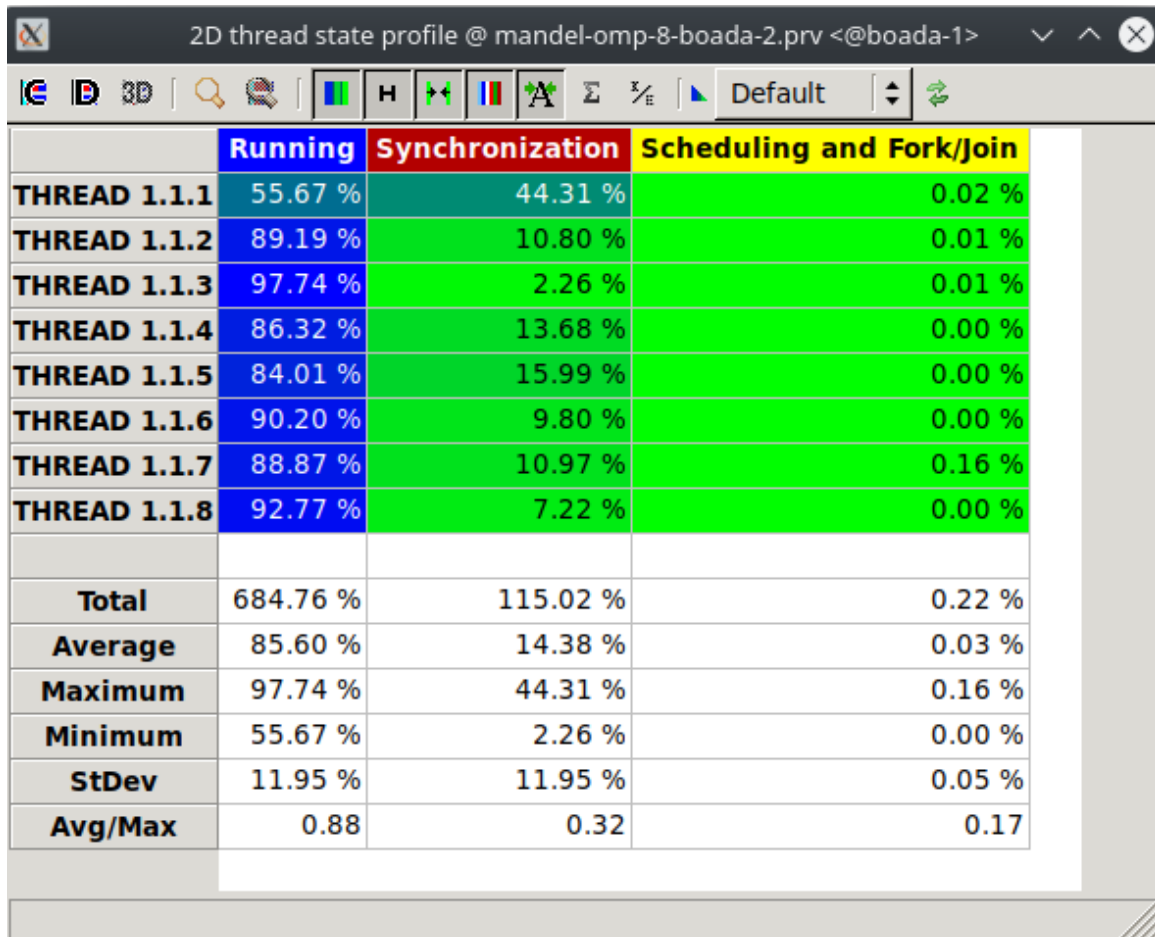 2D thread state profile @ mandel-omp-8-boada-2.prv <@boada-1>
3D H A Σ Default
Running Synchronization Scheduling and Fork/Join
THREAD 1.1.1 55.67 % 44.31 % 0.02 %
THREAD 1.1.2 89.19 % 10.80 % 0.01 %
THREAD 1.1.3 97.74 % 2.26 % 0.01 %
THREAD 1.1.4 86.32 % 13.68 % 0.00 %
THREAD 1.1.5 84.01 % 15.99 % 0.00 %
THREAD 1.1.6 90.20 % 9.80 % 0.00 %
THREAD 1.1.7 88.87 % 10.97 % 0.16 %
THREAD 1.1.8 92.77 % 7.22 % 0.00 %
Total 684.76 % 115.02 % 0.22 %
Average 85.60 % 14.38 % 0.03 %
Maximum 97.74 % 44.31 % 0.16 %
Minimum 55.67 % 2.26 % 0.00 %
StDev 11.95 % 11.95 % 0.05 %
Avg/Max 0.88 0.32 0.17